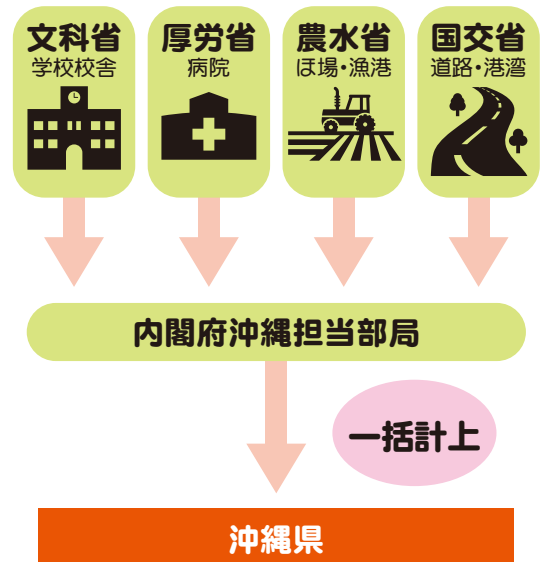 文科省
学校校舎
厚労省
病院
農水省
ほ場・漁港
国交省
道路・港湾
内閣府沖縄担当部局
一括計上
沖縄県